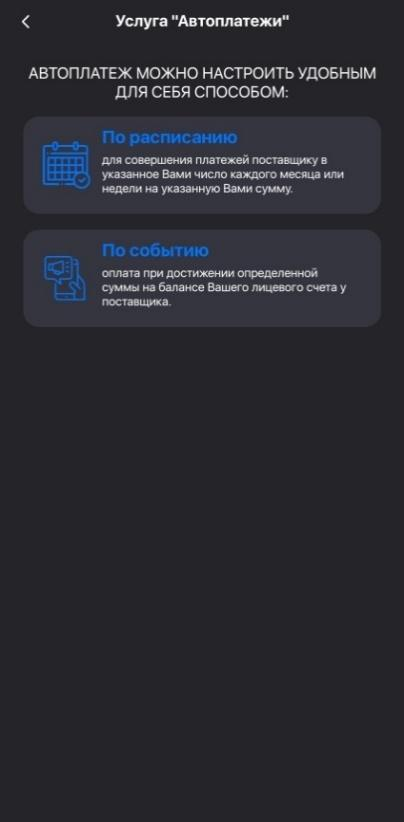 Услуга "Автоплатежи"
АВТОПЛАТЕЖ МОЖНО НАСТРОИТЬ УДОБНЫМ
ДЛЯ СЕБЯ СПОСОБОМ:
По расписанию
для совершения платежей поставщику в
указанное Вами число каждого месяца или
недели на указанную Вами сумму.
По событию
оплата при достижении определенной
суммы на балансе Вашего лицевого счета у
поставщика.